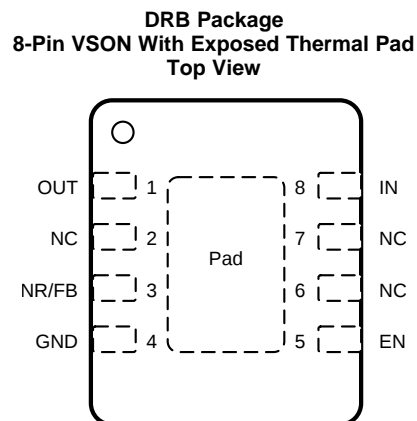 DRB Package
8-Pin VSON With Exposed Thermal Pad
Top View
OUT 1 8 IN
NC 2 7 NC
Pad
NR/FB 3 6 NC
GND 4 5 EN